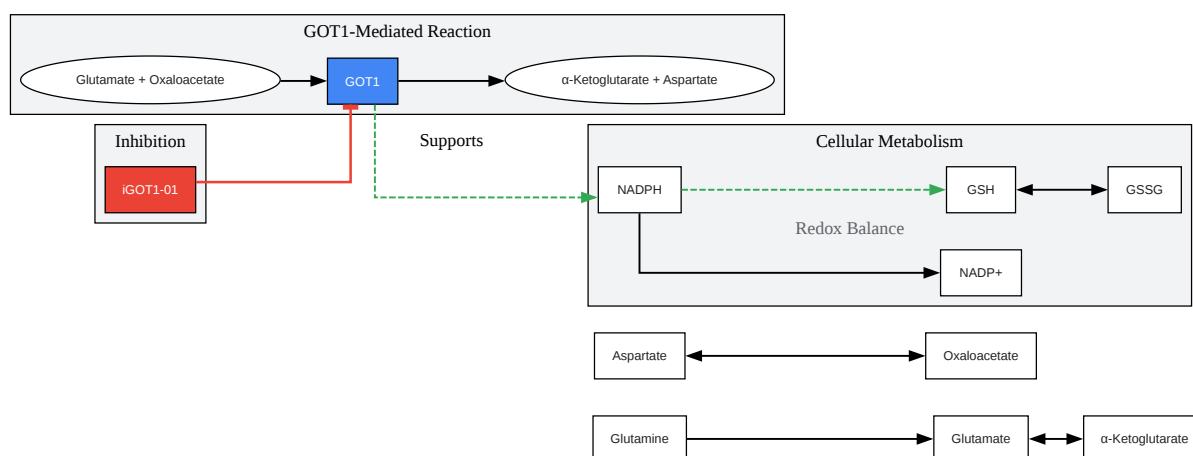 GOT1-Mediated Reaction
Glutamate + Oxaloacetate
GOT1
α-Ketoglutarate + Aspartate
Inhibition
iGOT1-01
Supports
Cellular Metabolism
NADPH
GSH
GSSG
Redox Balance
NADP+
Aspartate
Oxaloacetate
Glutamine
Glutamate
α-Ketoglutarate